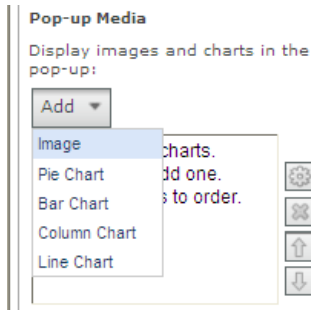 Pop-up Media
Display images and charts in the
pop-up:
Add
Image
Pie Chart
Bar Chart
Column Chart
Line Chart
charts.
one.
to order.